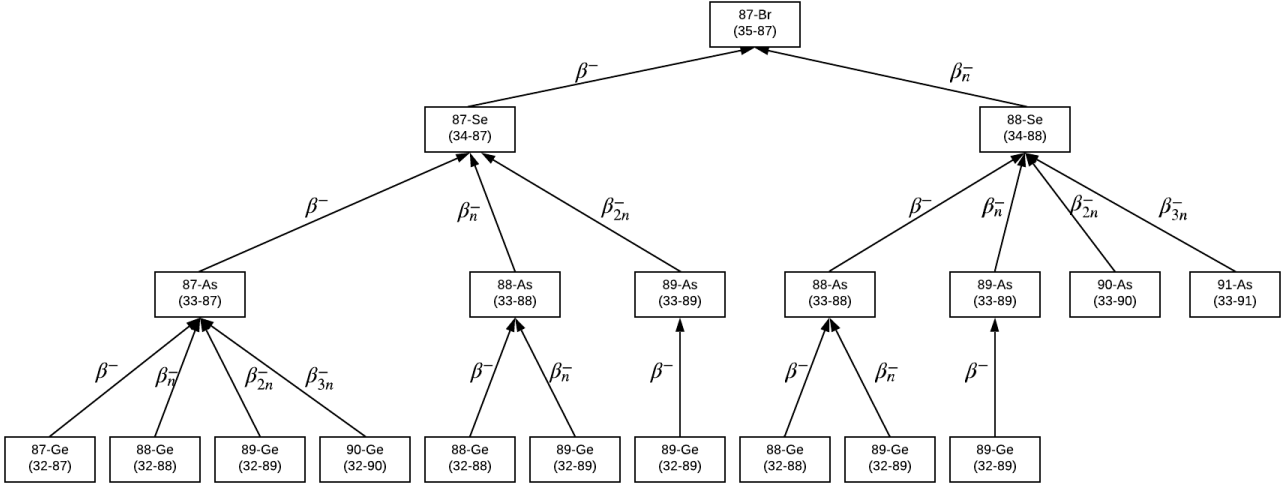 87-Br
(35-87)
β⁻
βₙ⁻
87-Se
(34-87)
88-Se
(34-88)
β⁻
βₙ⁻
β₂ₙ⁻
β⁻
βₙ⁻
β₂ₙ⁻
β₃ₙ⁻
87-As
(33-87)
88-As
(33-88)
89-As
(33-89)
88-As
(33-88)
89-As
(33-89)
90-As
(33-90)
91-As
(33-91)
β⁻
βₙ⁻
β₂ₙ⁻
β₃ₙ⁻
β⁻
βₙ⁻
β⁻
β⁻
βₙ⁻
β⁻
87-Ge
(32-87)
88-Ge
(32-88)
89-Ge
(32-89)
90-Ge
(32-90)
88-Ge
(32-88)
89-Ge
(32-89)
89-Ge
(32-89)
88-Ge
(32-88)
89-Ge
(32-89)
89-Ge
(32-89)